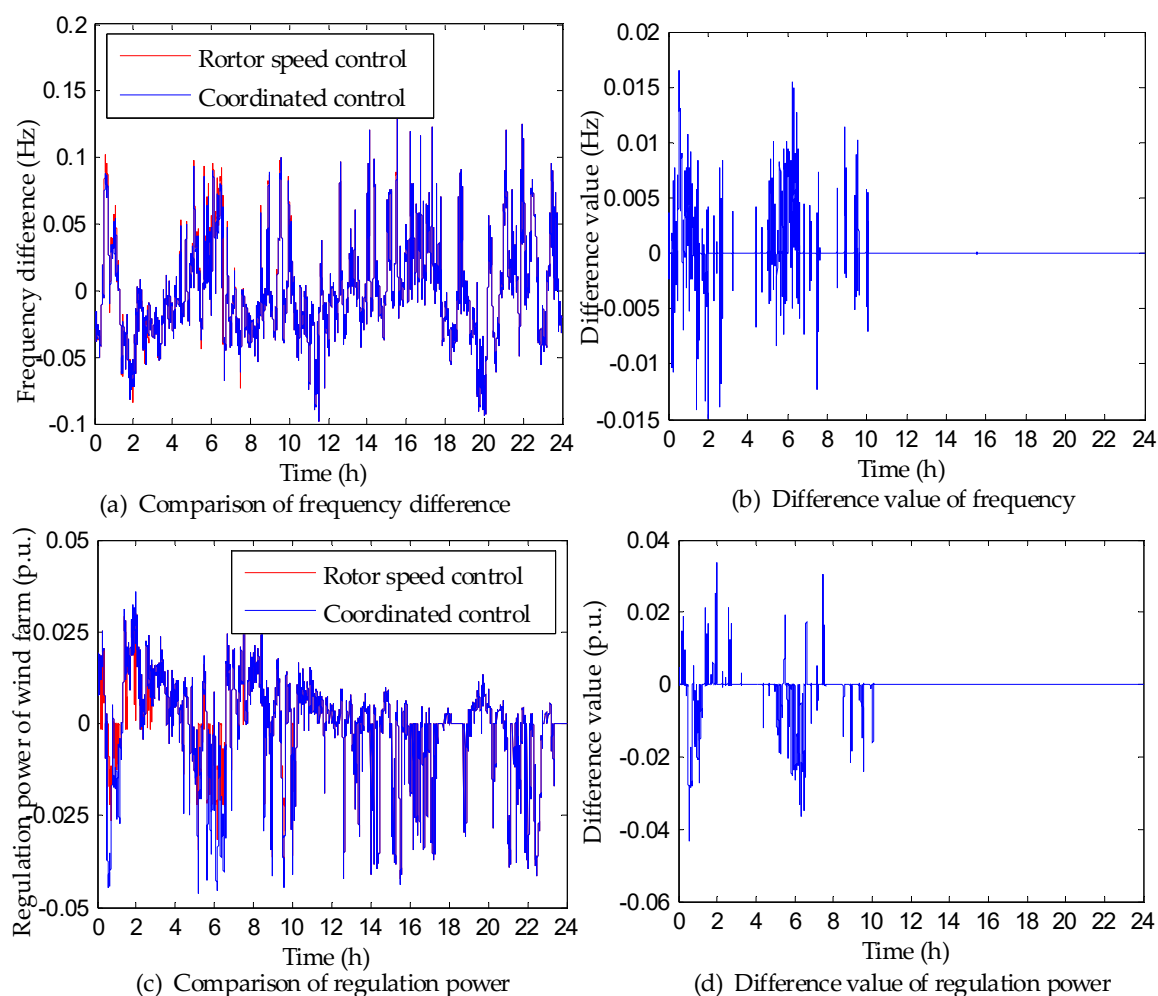 0.2
0.15
0.1
0.05
0
-0.05
-0.1
Frequency difference (Hz)
Rortor speed control
Coordinated control
0 2 4 6 8 10 12 14 16 18 20 22 24
Time (h)
(a) Comparison of frequency difference
0.02
0.015
0.01
0.005
0
-0.005
-0.01
-0.015
Difference value (Hz)
0 2 4 6 8 10 12 14 16 18 20 22 24
Time (h)
(b) Difference value of frequency
0.05
0.025
0
-0.025
-0.05
Regulation power of wind farm (p.u.)
Rotor speed control
Coordinated control
0 2 4 6 8 10 12 14 16 18 20 22 24
Time (h)
(c) Comparison of regulation power
0.04
0.02
0
-0.02
-0.04
-0.06
Difference value (p.u.)
0 2 4 6 8 10 12 14 16 18 20 22 24
Time (h)
(d) Difference value of regulation power